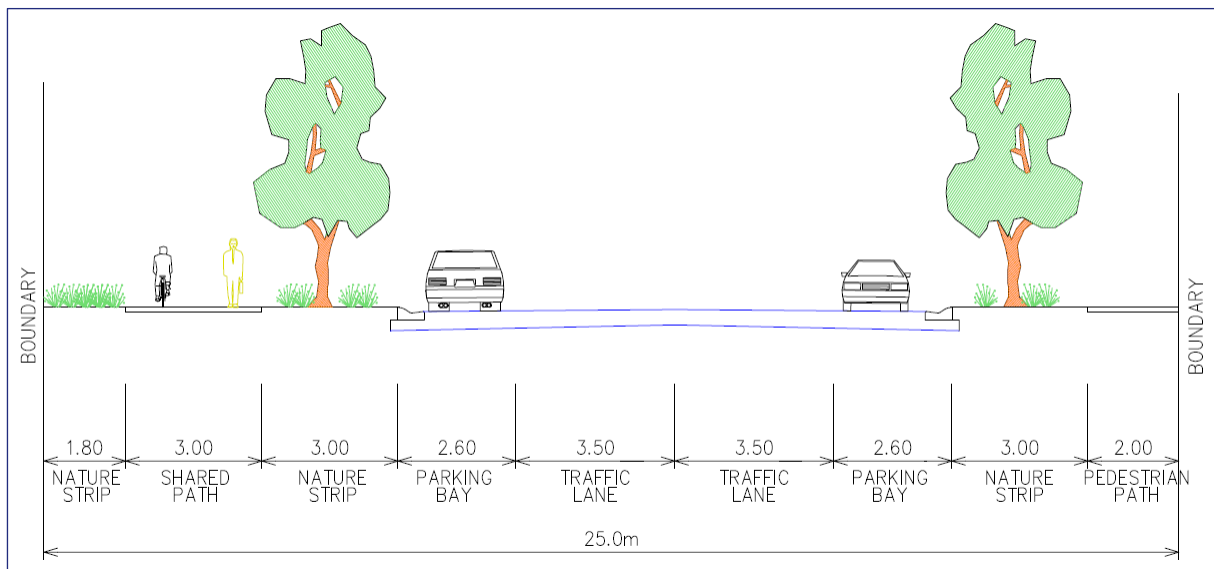 BOUNDARY
BOUNDARY
1.80 3.00 3.00 2.60 3.50 3.50 2.60 3.00 2.00
NATURE SHARED NATURE PARKING TRAFFIC TRAFFIC PARKING NATURE PEDESTRIAN
STRIP PATH STRIP BAY LANE LANE BAY STRIP PATH
25.0m